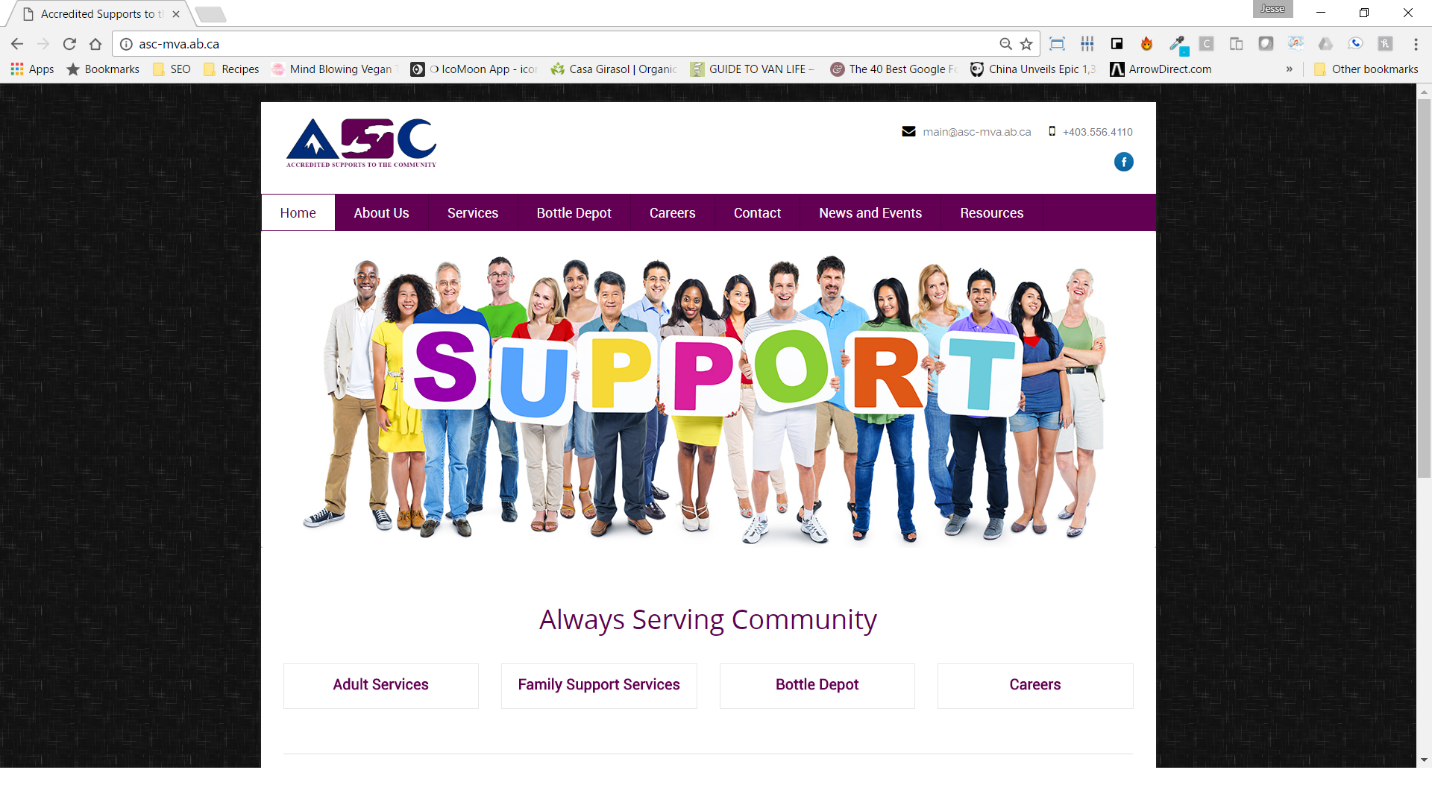 Accredited Supports to t
Jesse
asc-mva.ab.ca
Apps Bookmarks SEO Recipes Mind Blowing Vegan IcoMoon App - icon Casa Girasol | Organic GUIDE TO VAN LIFE – The 40 Best Google F China Unveils Epic 1,3 ArrowDirect.com » Other bookmarks
ASC
ACCREDITED SUPPORTS TO THE COMMUNITY
main@asc-mva.ab.ca +403.556.4110
f
Home About Us Services Bottle Depot Careers Contact News and Events Resources
SUPPORT
Always Serving Community
Adult Services Family Support Services Bottle Depot Careers